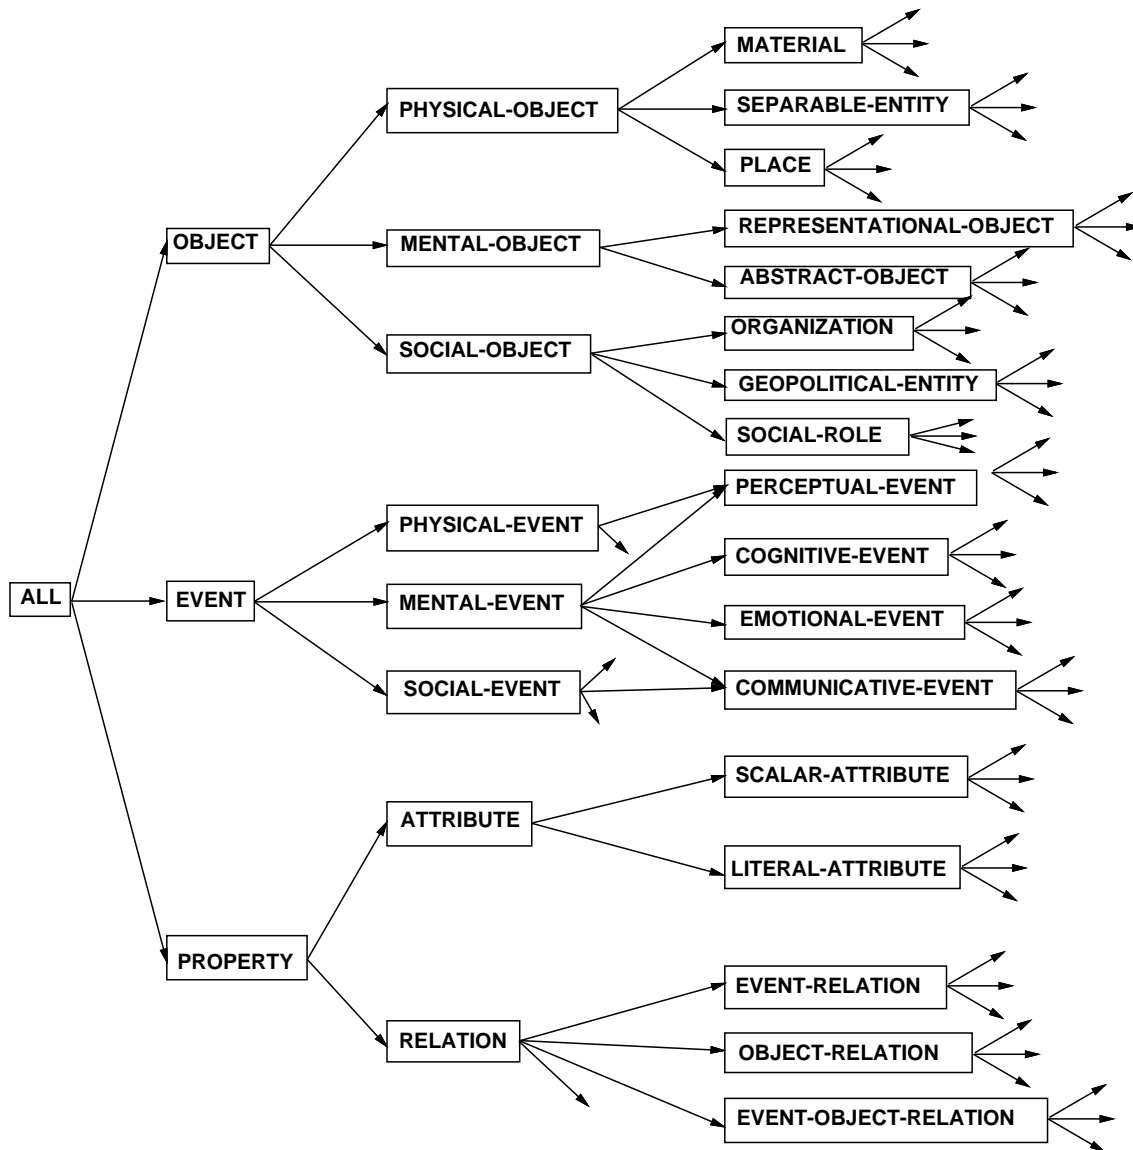 MATERIAL
PHYSICAL-OBJECT
SEPARABLE-ENTITY
PLACE
OBJECT
MENTAL-OBJECT
REPRESENTATIONAL-OBJECT
ABSTRACT-OBJECT
SOCIAL-OBJECT
ORGANIZATION
GEOPOLITICAL-ENTITY
SOCIAL-ROLE
PERCEPTUAL-EVENT
PHYSICAL-EVENT
COGNITIVE-EVENT
ALL
EVENT
MENTAL-EVENT
EMOTIONAL-EVENT
SOCIAL-EVENT
COMMUNICATIVE-EVENT
SCALAR-ATTRIBUTE
ATTRIBUTE
LITERAL-ATTRIBUTE
PROPERTY
EVENT-RELATION
RELATION
OBJECT-RELATION
EVENT-OBJECT-RELATION